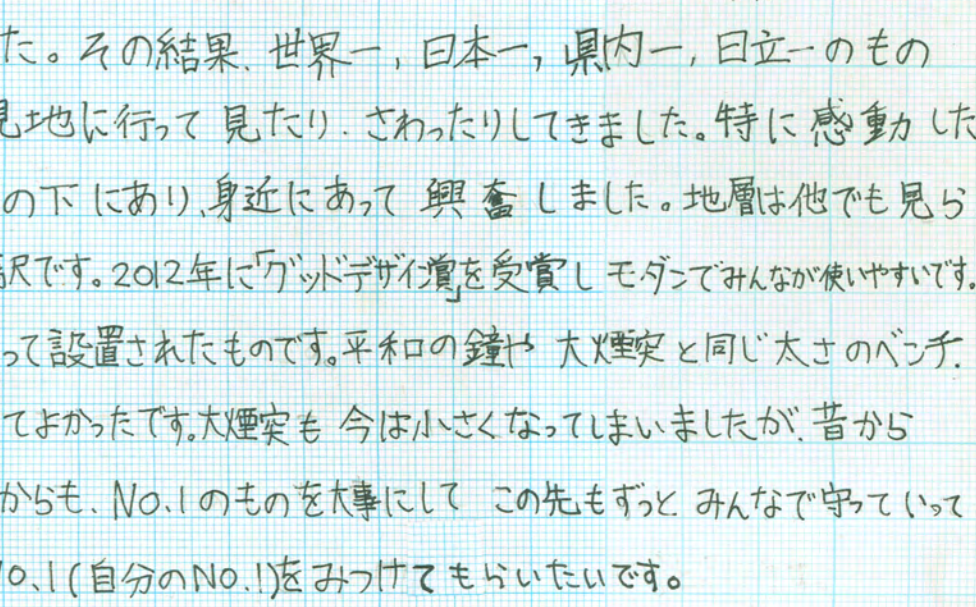 た。その結果、世界一、日本一、県内一、日立一のもの
地に行って見たり、さわったりしてきました。特に感動した
の下にあり、身近にあって興奮しました。地層は他でも見ら
です。2012年に「グッドデザイン賞」を受賞しモダンでみんなが使いやすいです。
って設置されたものです。平和の鐘や大煙突と同じ太さのベンチ、
てよかったです。大煙突も今は小さくなってしまいましたが、昔から
からも、NO.1のものを大事にしてこの先もずっとみんなで守っていって
O.1(自分のNO.1)をみつけてもらいたいです。